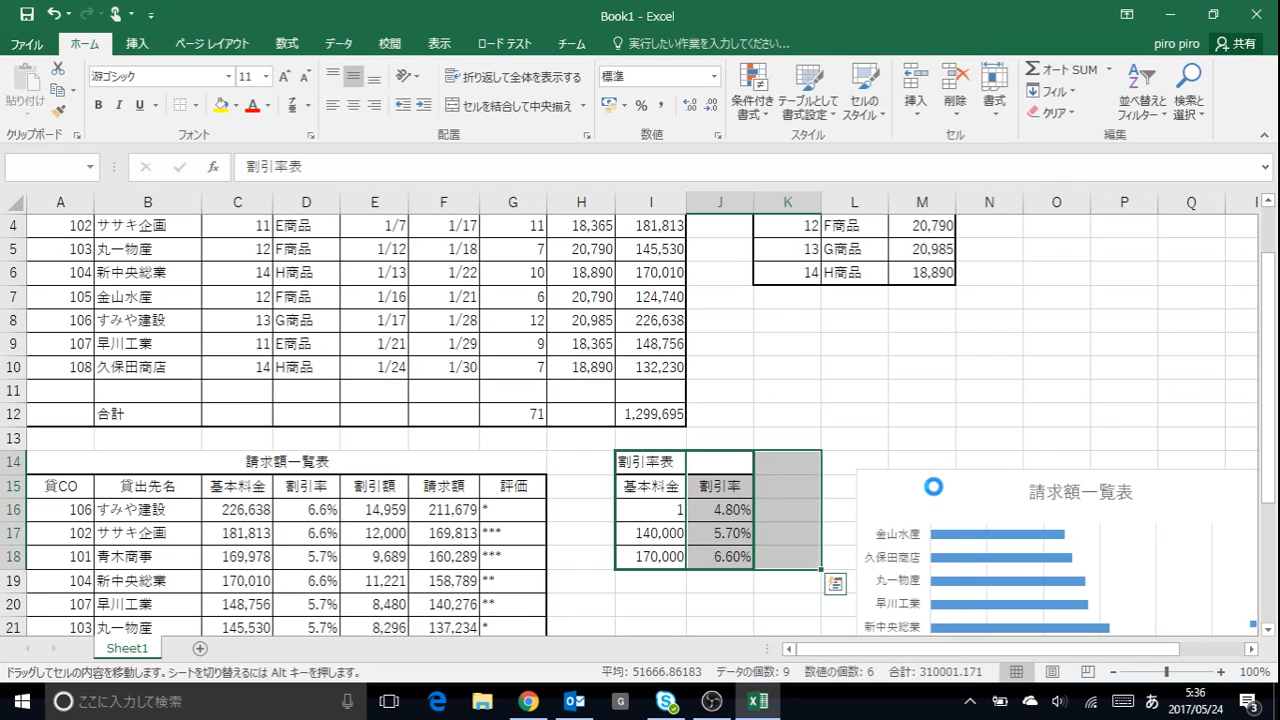 Book1 - Excel
ファイル ホーム 挿入 ページ レイアウト 数式 データ 校閲 表示 ロード テスト チーム 実行したい作業を入力してください... piro piro 共有
貼り付け 游ゴシック 11 折り返して全体を表示する 標準 条件付き書式 テーブルとして書式設定 セルのスタイル 挿入 削除 書式 オート SUM 並べ替えとフィルター 検索と選択
B I U A セルを結合して中央揃え % , フィル クリア
クリップボード フォント 配置 数値 スタイル セル 編集
fx 割引率表
A B C D E F G H I J K L M N O P Q
4 102 ササキ企画 11 E商品 1/7 1/17 11 18,365 181,813 12 F商品 20,790
5 103 丸一物産 12 F商品 1/12 1/18 7 20,790 145,530 13 G商品 20,985
6 104 新中央総業 14 H商品 1/13 1/22 10 18,890 170,010 14 H商品 18,890
7 105 金山水産 12 F商品 1/16 1/21 6 20,790 124,740
8 106 すみや建設 13 G商品 1/17 1/28 12 20,985 226,638
9 107 早川工業 11 E商品 1/21 1/29 9 18,365 148,756
10 108 久保田商店 14 H商品 1/24 1/30 7 18,890 132,230
11
12 合計 71 1,299,695
13
14 請求額一覧表 割引率表
15 貸CO 貸出先名 基本料金 割引率 割引額 請求額 評価 基本料金 割引率 請求額一覧表
16 106 すみや建設 226,638 6.6% 14,959 211,679 * 1 4.80%
17 102 ササキ企画 181,813 6.6% 12,000 169,813 *** 140,000 5.70% 金山水産
18 101 青木商事 169,978 5.7% 9,689 160,289 *** 170,000 6.60% 久保田商店
19 104 新中央総業 170,010 6.6% 11,221 158,789 ** 丸一物産
20 107 早川工業 148,756 5.7% 8,480 140,276 ** 早川工業
21 103 丸一物産 145,530 5.7% 8,296 137,234 * 新中央総業
Sheet1
ドラッグしてセルの内容を移動します。シートを切り替えるには Alt キーを押します。 平均: 51666.86183 データの個数: 9 数値の個数: 6 合計: 310001.171 100%
ここに入力して検索 G あ 5:36
2017/05/24 3